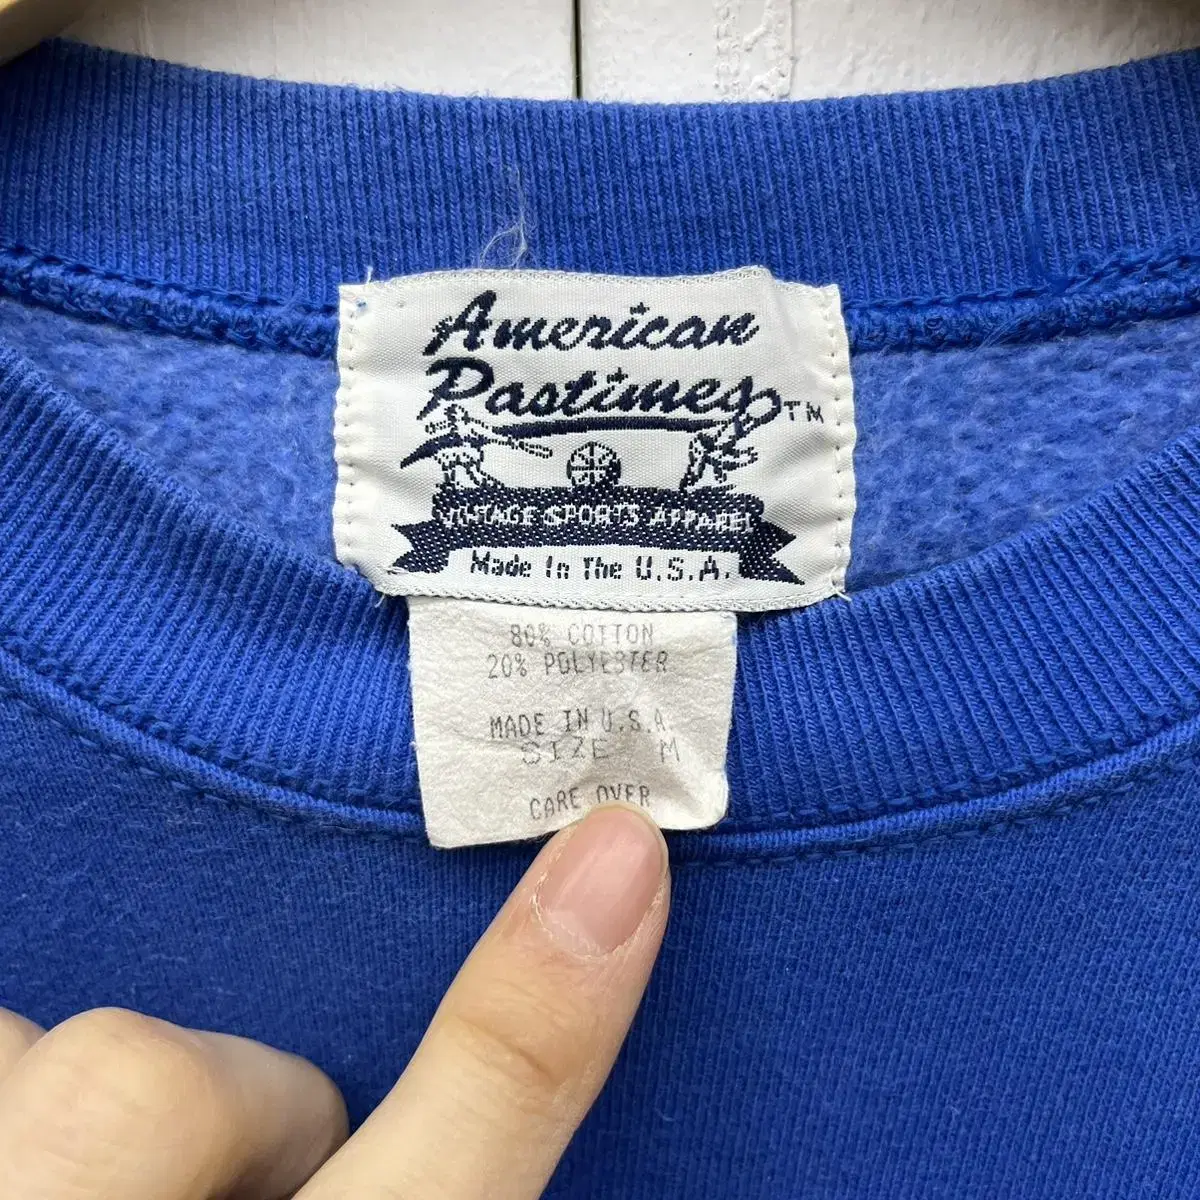 American
Pastimes TM
VINTAGE SPORTS APPAREL
Made In The U.S.A.
80% COTTON
20% POLYESTER
MADE IN U.S.A.
SIZE M
CARE OVER